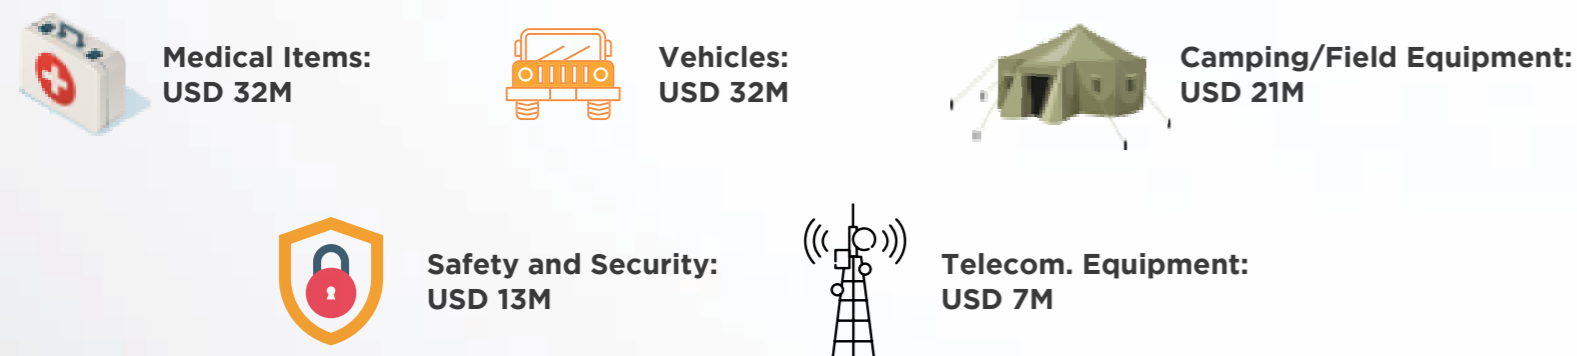 Medical Items:
USD 32M
Vehicles:
USD 32M
Camping/Field Equipment:
USD 21M
Safety and Security:
USD 13M
Telecom. Equipment:
USD 7M